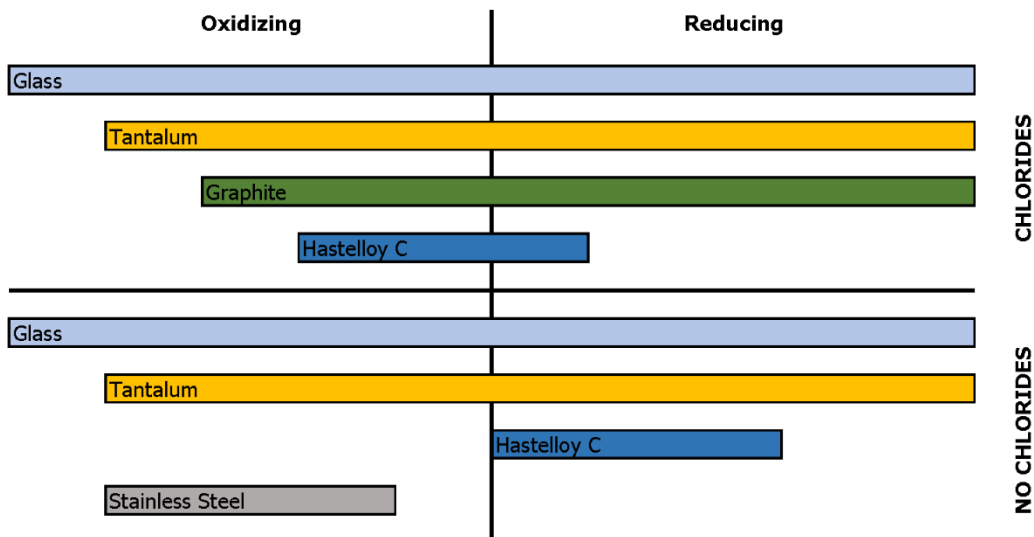 Oxidizing
Reducing
Glass
Tantalum
Graphite
Hastelloy C
CHLORIDES
Glass
Tantalum
Hastelloy C
Stainless Steel
NO CHLORIDES